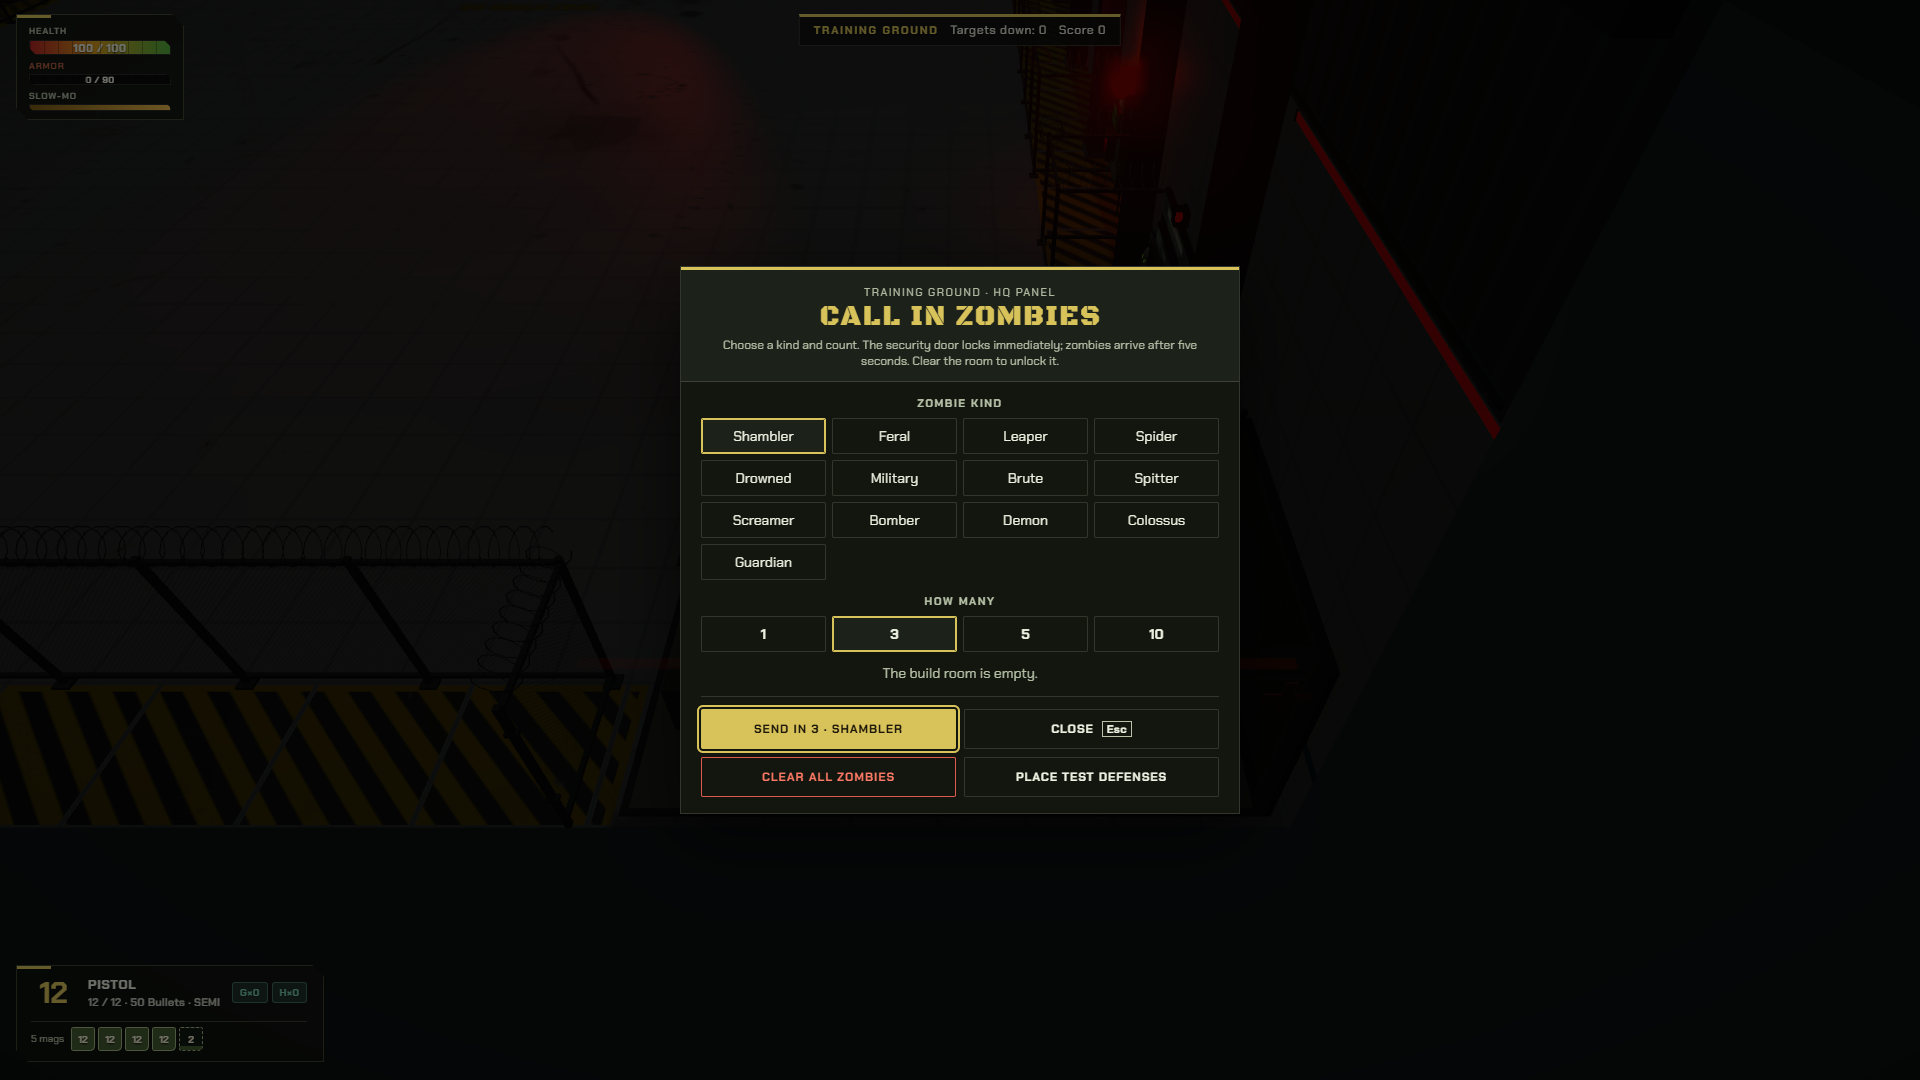 HEALTH
100 / 100
ARMOR
0 / 90
SLOW-MO
TRAINING GROUND Targets down: 0 Score 0
TRAINING GROUND · HQ PANEL
CALL IN ZOMBIES
Choose a kind and count. The security door locks immediately; zombies arrive after five
seconds. Clear the room to unlock it.
ZOMBIE KIND
Shambler Feral Leaper Spider
Drowned Military Brute Spitter
Screamer Bomber Demon Colossus
Guardian
HOW MANY
1 3 5 10
The build room is empty.
SEND IN 3 · SHAMBLER CLOSE Esc
CLEAR ALL ZOMBIES PLACE TEST DEFENSES
12 PISTOL
12 / 12 · 50 Bullets · SEMI G×0 H×0
5 mags 12 12 12 12 2